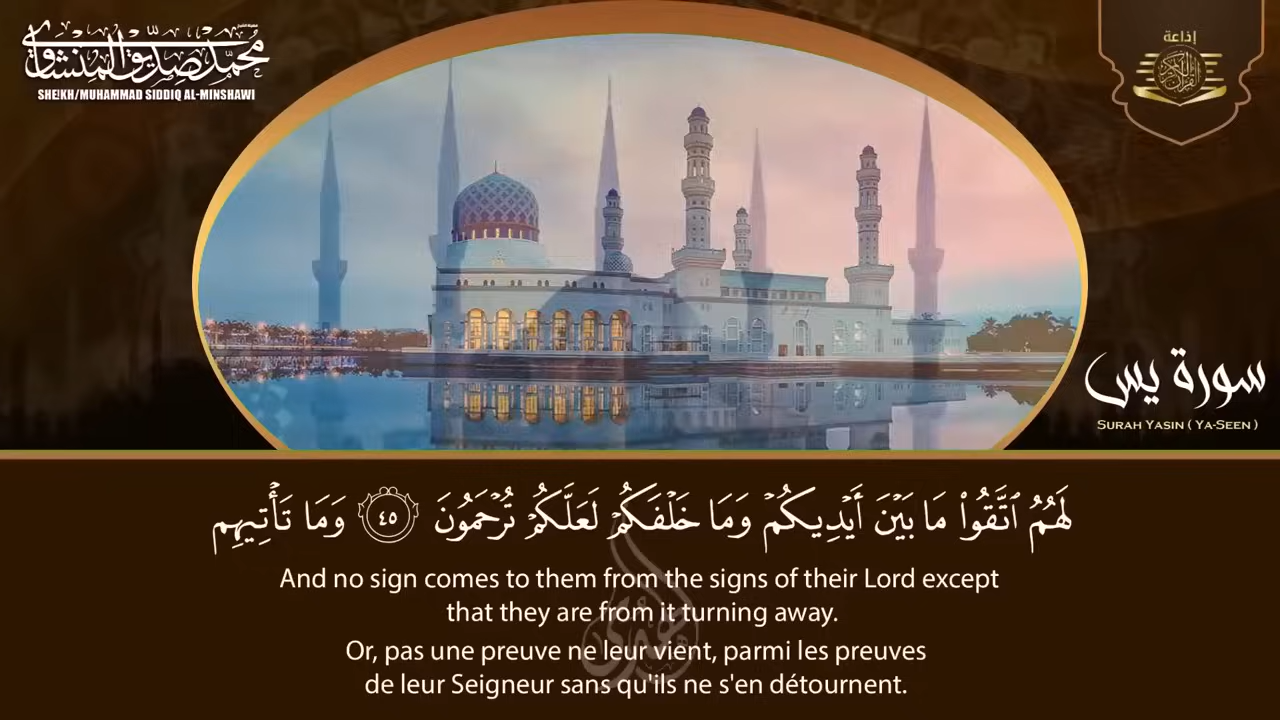 محمد صديق المنشاوي
SHEIKH/MUHAMMAD SIDDIQ AL-MINSHAWI
إذاعة
القرآن الكريم
سورة يس
SURAH YASIN ( YA-SEEN )
لَهُمُ ٱتَّقُوا۟ مَا بَيْنَ أَيْدِيكُمْ وَمَا خَلْفَكُمْ لَعَلَّكُمْ تُرْحَمُونَ ٤٥ وَمَا تَأْتِيهِم
And no sign comes to them from the signs of their Lord except
that they are from it turning away.
Or, pas une preuve ne leur vient, parmi les preuves
de leur Seigneur sans qu'ils ne s'en détournent.